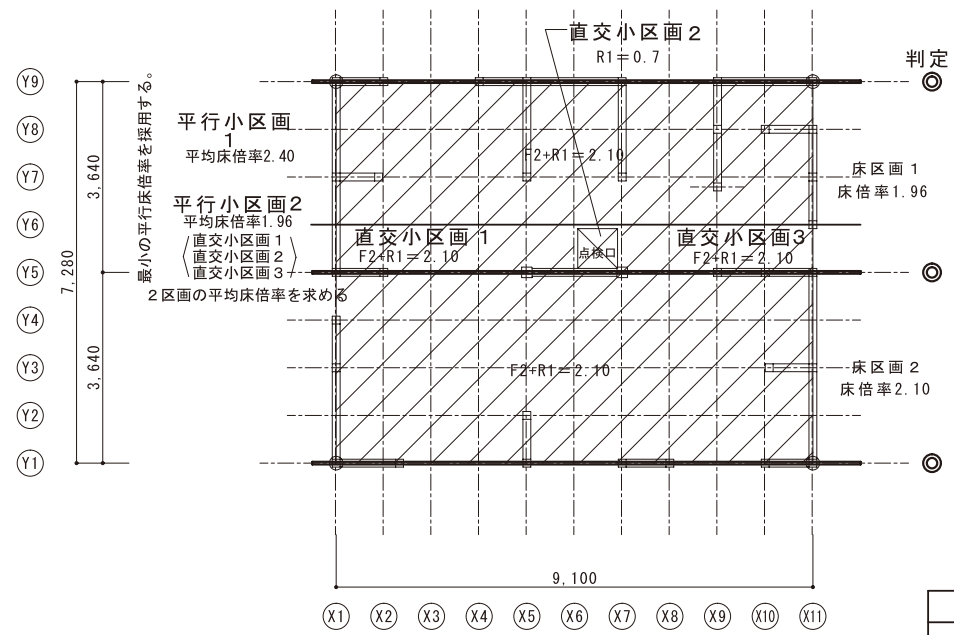 直交小区画2
R1=0.7
判定
Y9
Y8
Y7
Y6
Y5
Y4
Y3
Y2
Y1
3,640
3,640
7,280
最小の平行床倍率を採用する。
平行小区画
1
平均床倍率2.40
F2+R1=2.10
床区画1
床倍率1.96
平行小区画2
平均床倍率1.96
直交小区画1
直交小区画2
直交小区画3
2区画の平均床倍率を求める
直交小区画1
F2+R1=2.10
点検口
直交小区画3
F2+R1=2.10
F2+R1=2.10
床区画2
床倍率2.10
9,100
X1 X2 X3 X4 X5 X6 X7 X8 X9 X10 X11